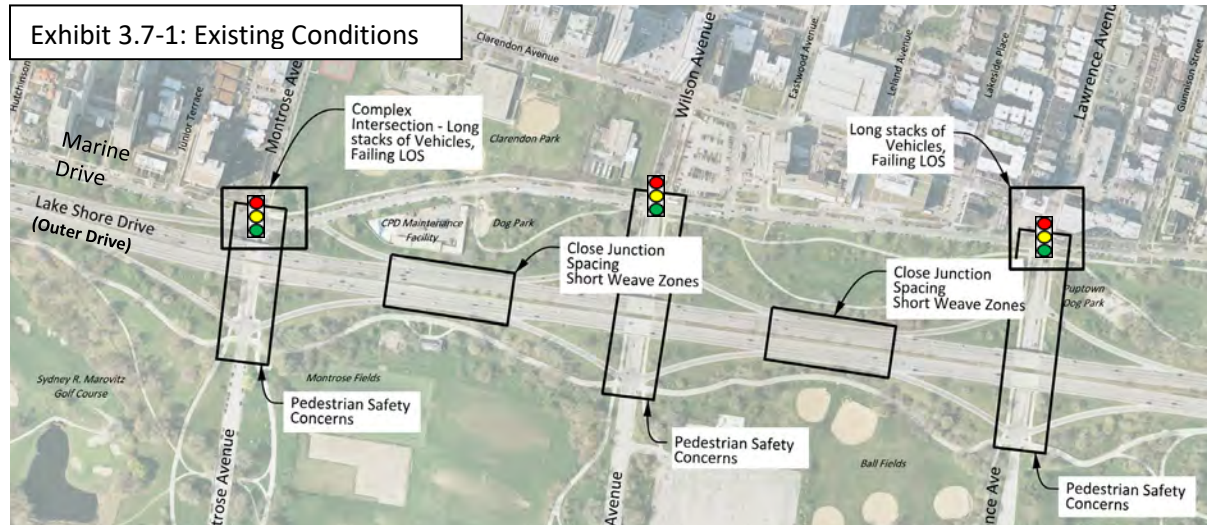 Exhibit 3.7-1: Existing Conditions
Hutchinson
Junior Terrace
Montrose Ave
Clarendon Avenue
Wilson Avenue
Eastwood Avenue
Leland Avenue
Lakeside Place
Lawrence Avenu
Gunnison Street
Complex
Intersection - Long
stacks of Vehicles,
Failing LOS
Clarendon Park
Long stacks of
Vehicles,
Failing LOS
Marine
Drive
Lake Shore Drive
(Outer Drive)
CPD Maintenance
Facility
Dog Park
Close Junction
Spacing
Short Weave Zones
Close Junction
Spacing
Short Weave Zones
Puptown
Dog Park
Sydney R. Marovitz
Golf Course
Montrose Fields
Pedestrian Safety
Concerns
Pedestrian Safety
Concerns
Ball Fields
Pedestrian Safety
Concerns
trose Avenue
Avenue
nce Ave